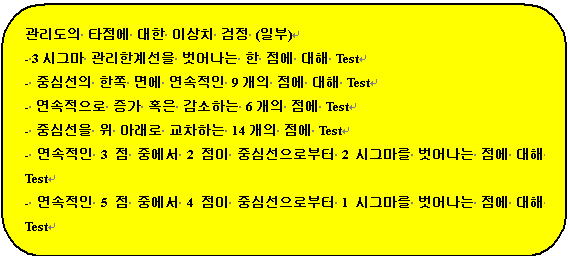 관리도의 타점에 대한 이상치 검정 (일부)
- 3 시그마 관리한계선을 벗어나는 한 점에 대해 Test
- 중심선의 한쪽 면에 연속적인 9 개의 점에 대해 Test
- 연속적으로 증가 혹은 감소하는 6 개의 점에 Test
- 중심선을 위 아래로 교차하는 14 개의 점에 Test
- 연속적인 3 점 중에서 2 점이 중심선으로부터 2 시그마를 벗어나는 점에 대해
Test
- 연속적인 5 점 중에서 4 점이 중심선으로부터 1 시그마를 벗어나는 점에 대해
Test